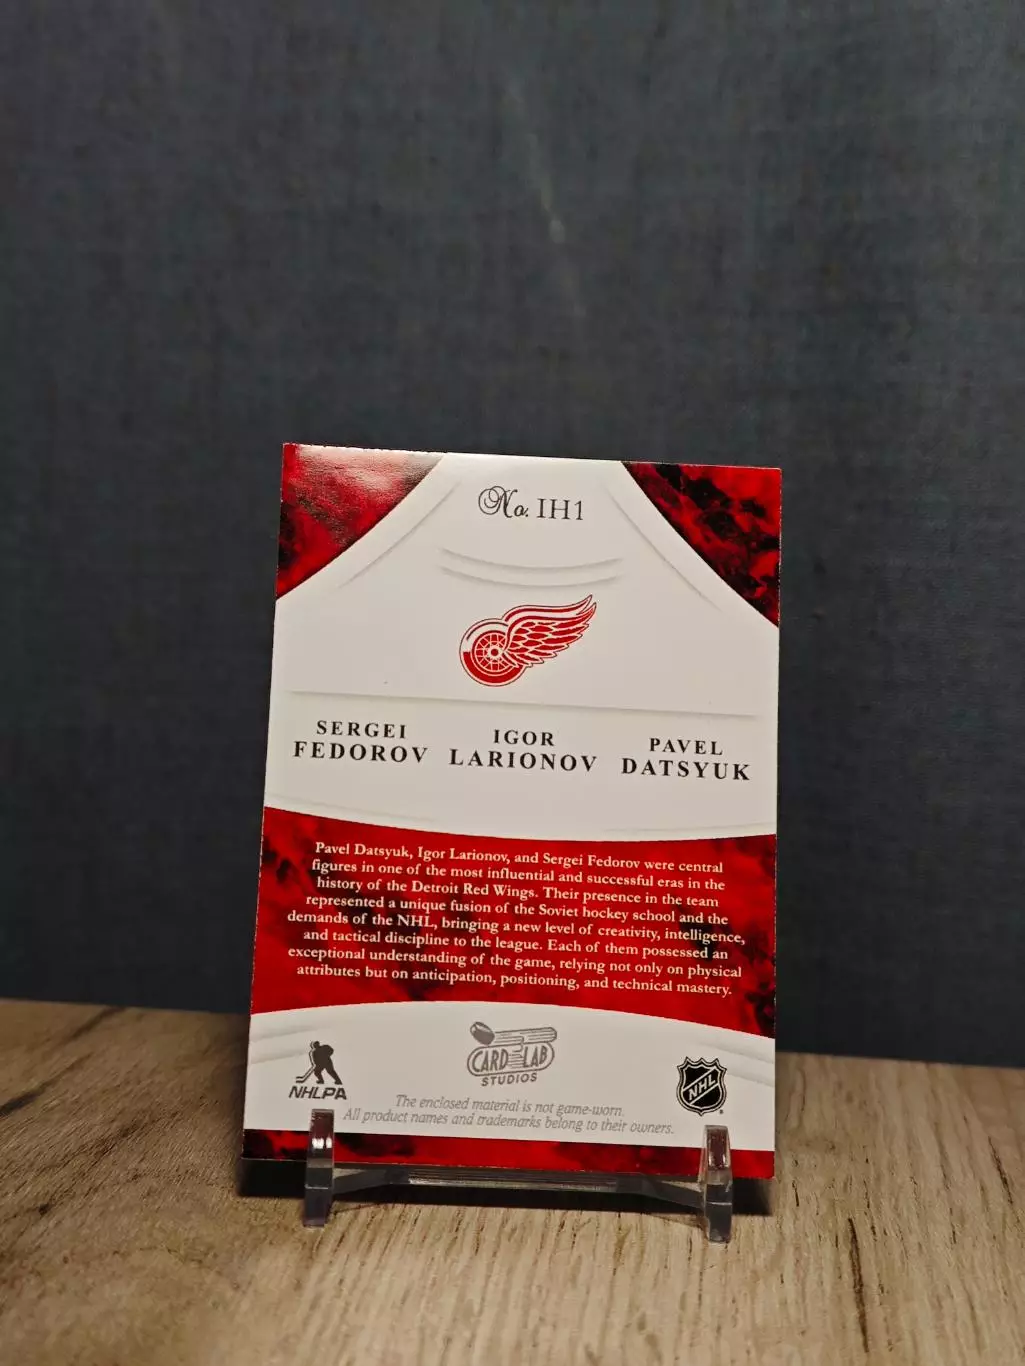 No. IH1
SERGEI
FEDOROV
IGOR
LARIONOV
PAVEL
DATSYUK
Pavel Datsyuk, Igor Larionov, and Sergei Fedorov were central
figures in one of the most influential and successful eras in the
history of the Detroit Red Wings. Their presence in the team
represented a unique fusion of the Soviet hockey school and the
demands of the NHL, bringing a new level of creativity, intelligence,
and tactical discipline to the league. Each of them possessed an
exceptional understanding of the game, relying not only on physical
attributes but on anticipation, positioning, and technical mastery.
NHLPA
CARD LAB
STUDIOS
NHL
The enclosed material is not game-worn.
All product names and trademarks belong to their owners.